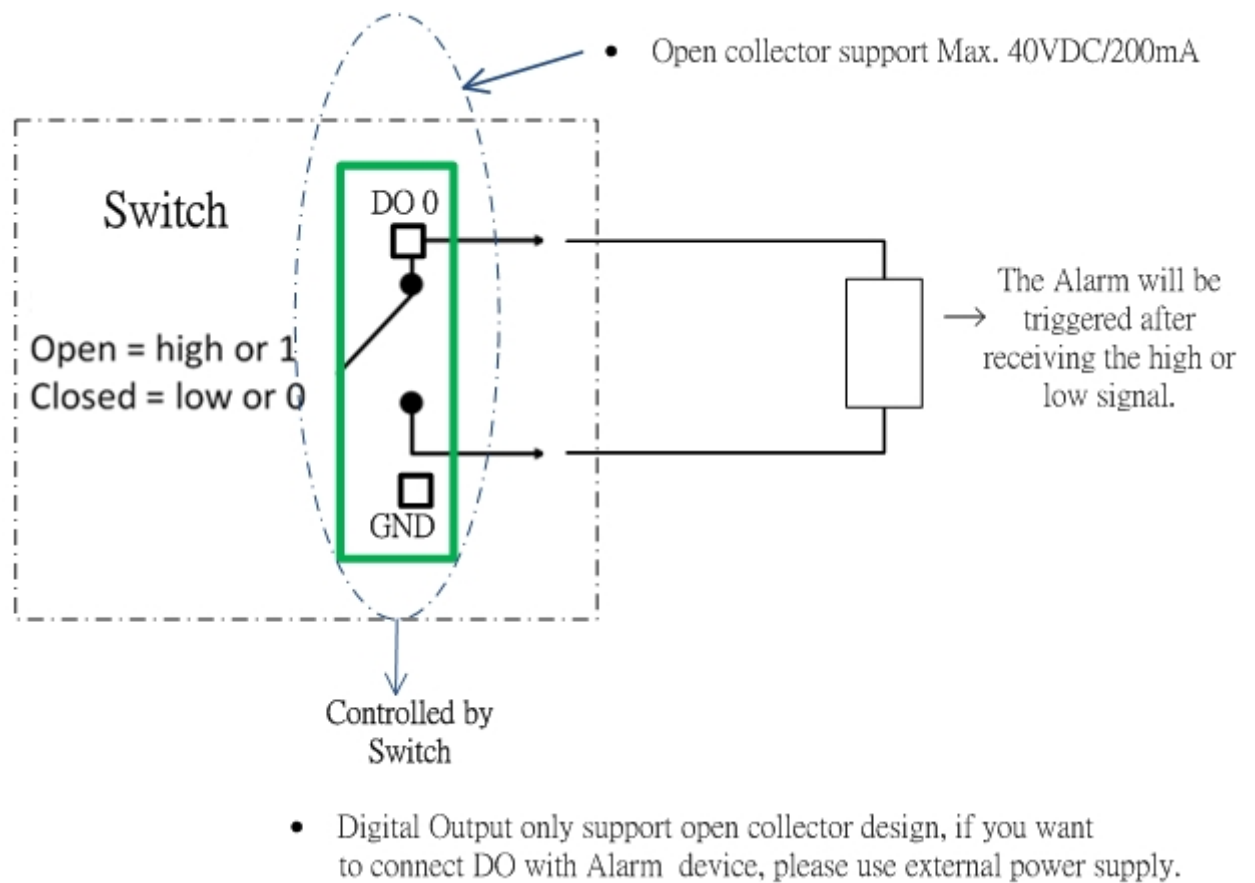 • Open collector support Max. 40VDC/200mA
Switch
DO 0
Open = high or 1
Closed = low or 0
The Alarm will be
triggered after
receiving the high or
low signal.
GND
Controlled by
Switch
• Digital Output only support open collector design, if you want
to connect DO with Alarm device, please use external power supply.